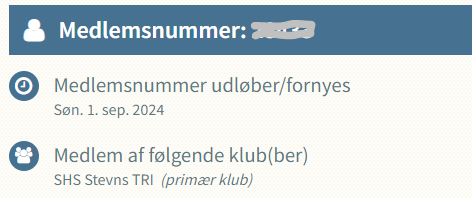 Medlemsnummer:
Medlemsnummer udløber/fornyes
Søn. 1. sep. 2024
Medlem af følgende klub(ber)
SHS Stevns TRI (primær klub)